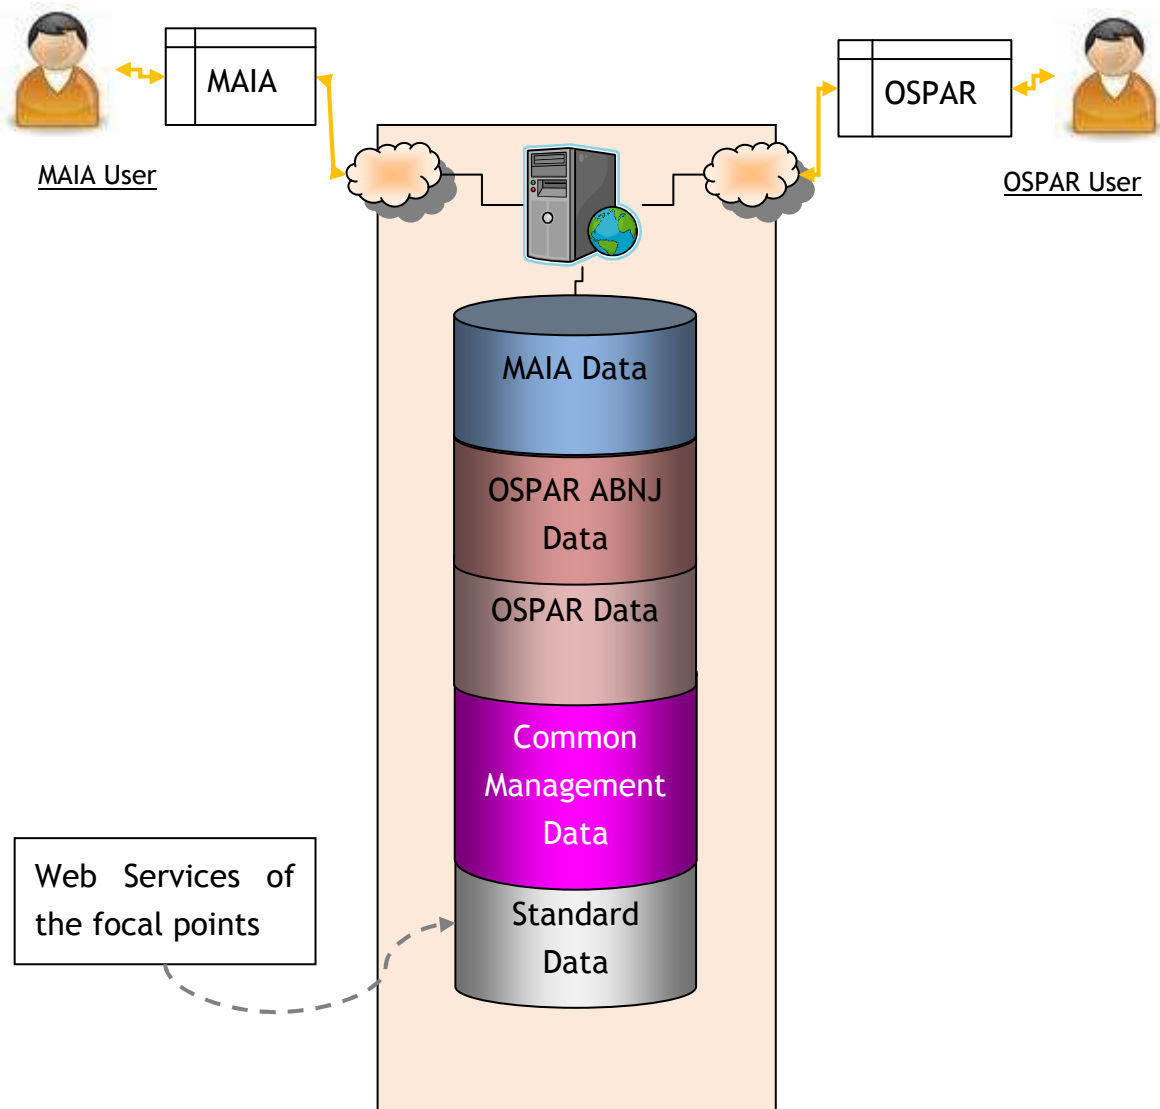 MAIA
OSPAR
MAIA User
OSPAR User
MAIA Data
OSPAR ABNJ
Data
OSPAR Data
Common
Management
Data
Web Services of
the focal points
Standard
Data